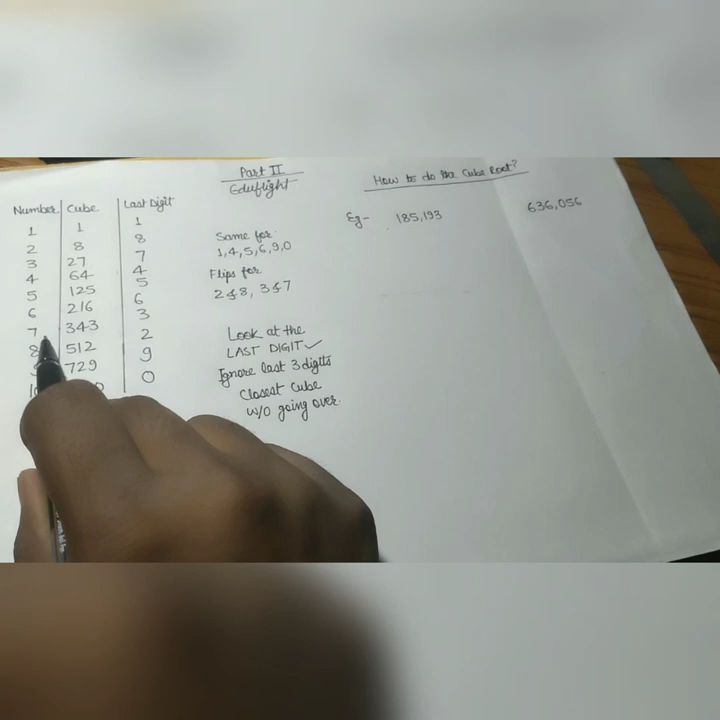 Part II
Eduflight
How to do the Cube Root?
Number Cube Last Digit
1 1 1
2 8 8
3 27 7
4 64 4
5 125 5
6 216 6
7 343 3
8 512 2
729 9
0
Same for
1,4,5,6,9,0
Flips for
2&8, 3&7
Look at the
LAST DIGIT ✓
Ignore last 3 digits
Closest Cube
W/O going over.
Eg- 185,193 636,056